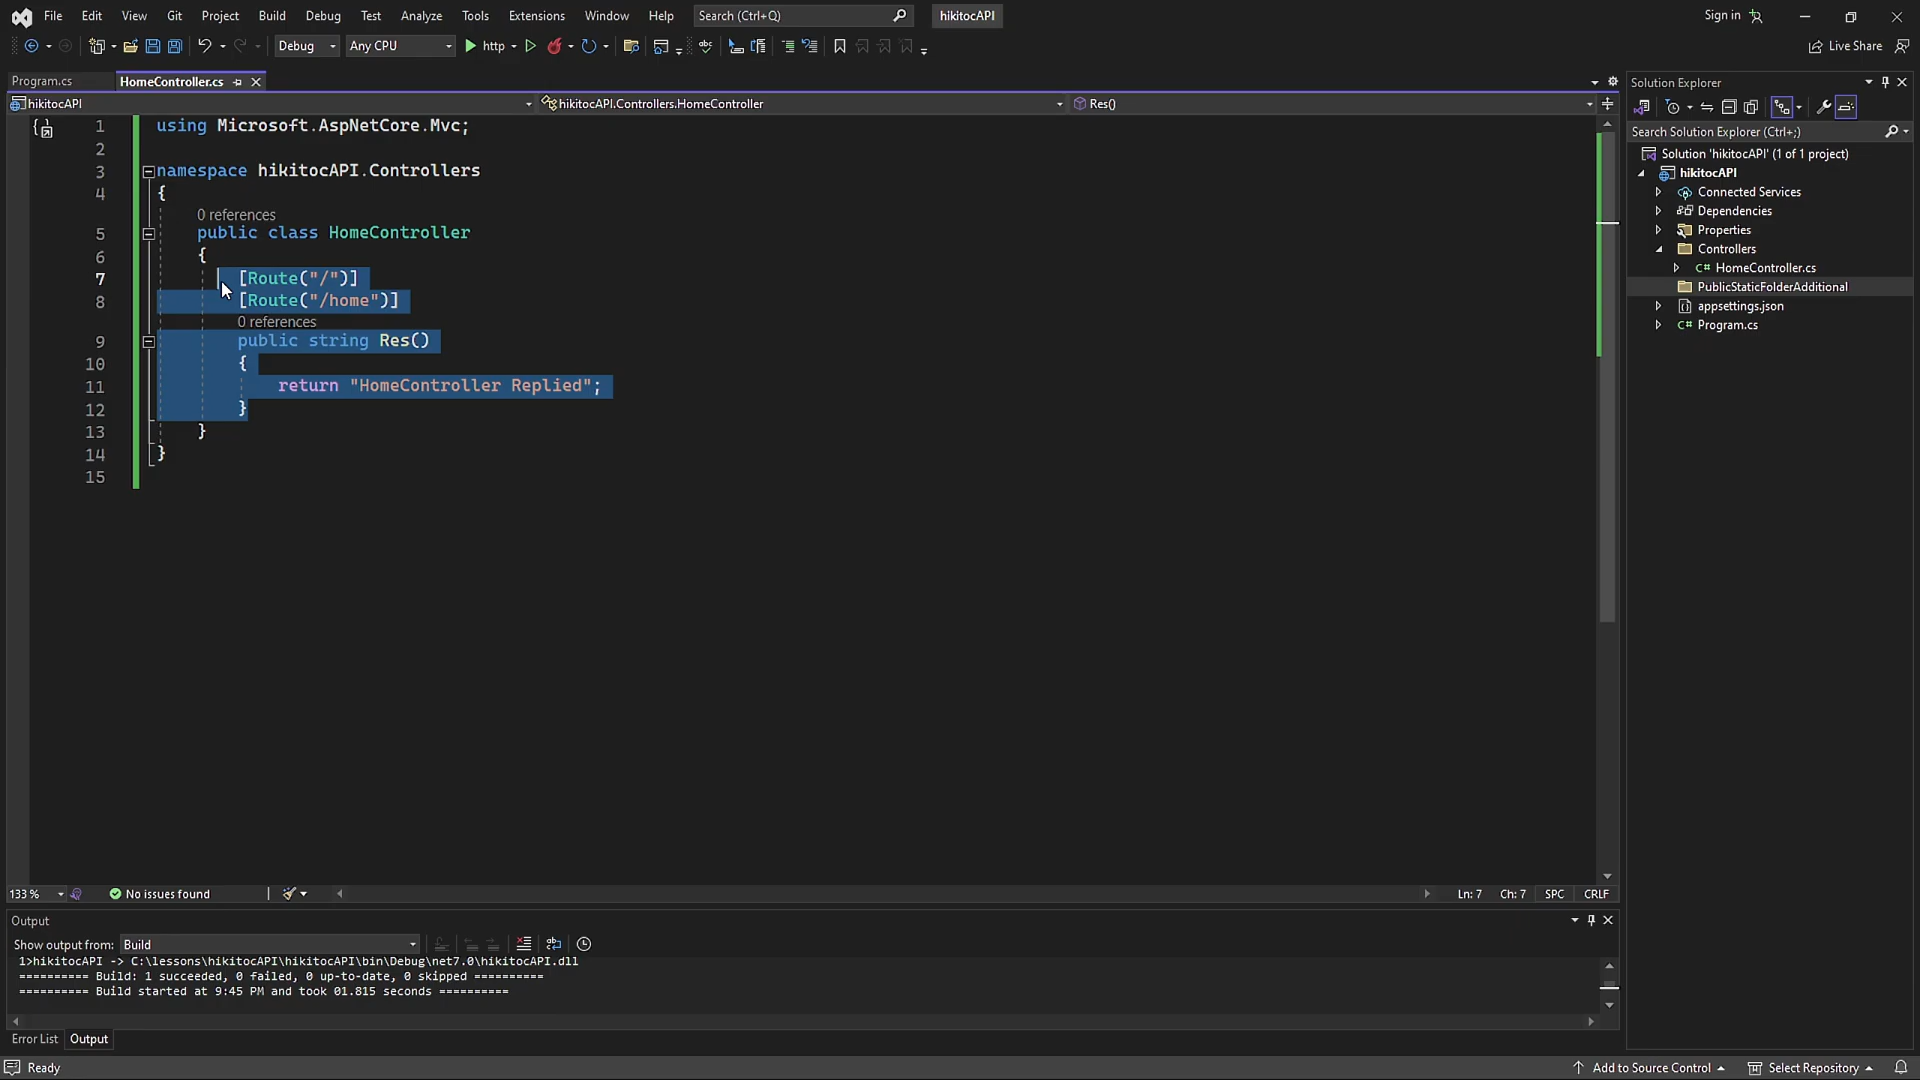 File Edit View Git Project Build Debug Test Analyze Tools Extensions Window Help Search (Ctrl+Q) hikitocAPI Sign in
Debug Any CPU http Live Share
Program.cs HomeController.cs
hikitocAPI hikitocAPI.Controllers.HomeController Res()
1 using Microsoft.AspNetCore.Mvc;
2
3 namespace hikitocAPI.Controllers
4 {
0 references
5 public class HomeController
6 {
7 [Route("/")]
8 [Route("/home")]
0 references
9 public string Res()
10 {
11 return "HomeController Replied";
12 }
13 }
14 }
15
133 % No issues found Ln: 7 Ch: 7 SPC CRLF
Output
Show output from: Build
1>hikitocAPI -> C:\lessons\hikitocAPI\hikitocAPI\bin\Debug\net7.0\hikitocAPI.dll
========== Build: 1 succeeded, 0 failed, 0 up-to-date, 0 skipped ==========
========== Build started at 9:45 PM and took 01.815 seconds ==========
Error List Output
Ready Add to Source Control Select Repository
Solution Explorer
Search Solution Explorer (Ctrl+;)
Solution 'hikitocAPI' (1 of 1 project)
hikitocAPI
Connected Services
Dependencies
Properties
Controllers
C# HomeController.cs
PublicStaticFolderAdditional
appsettings.json
C# Program.cs